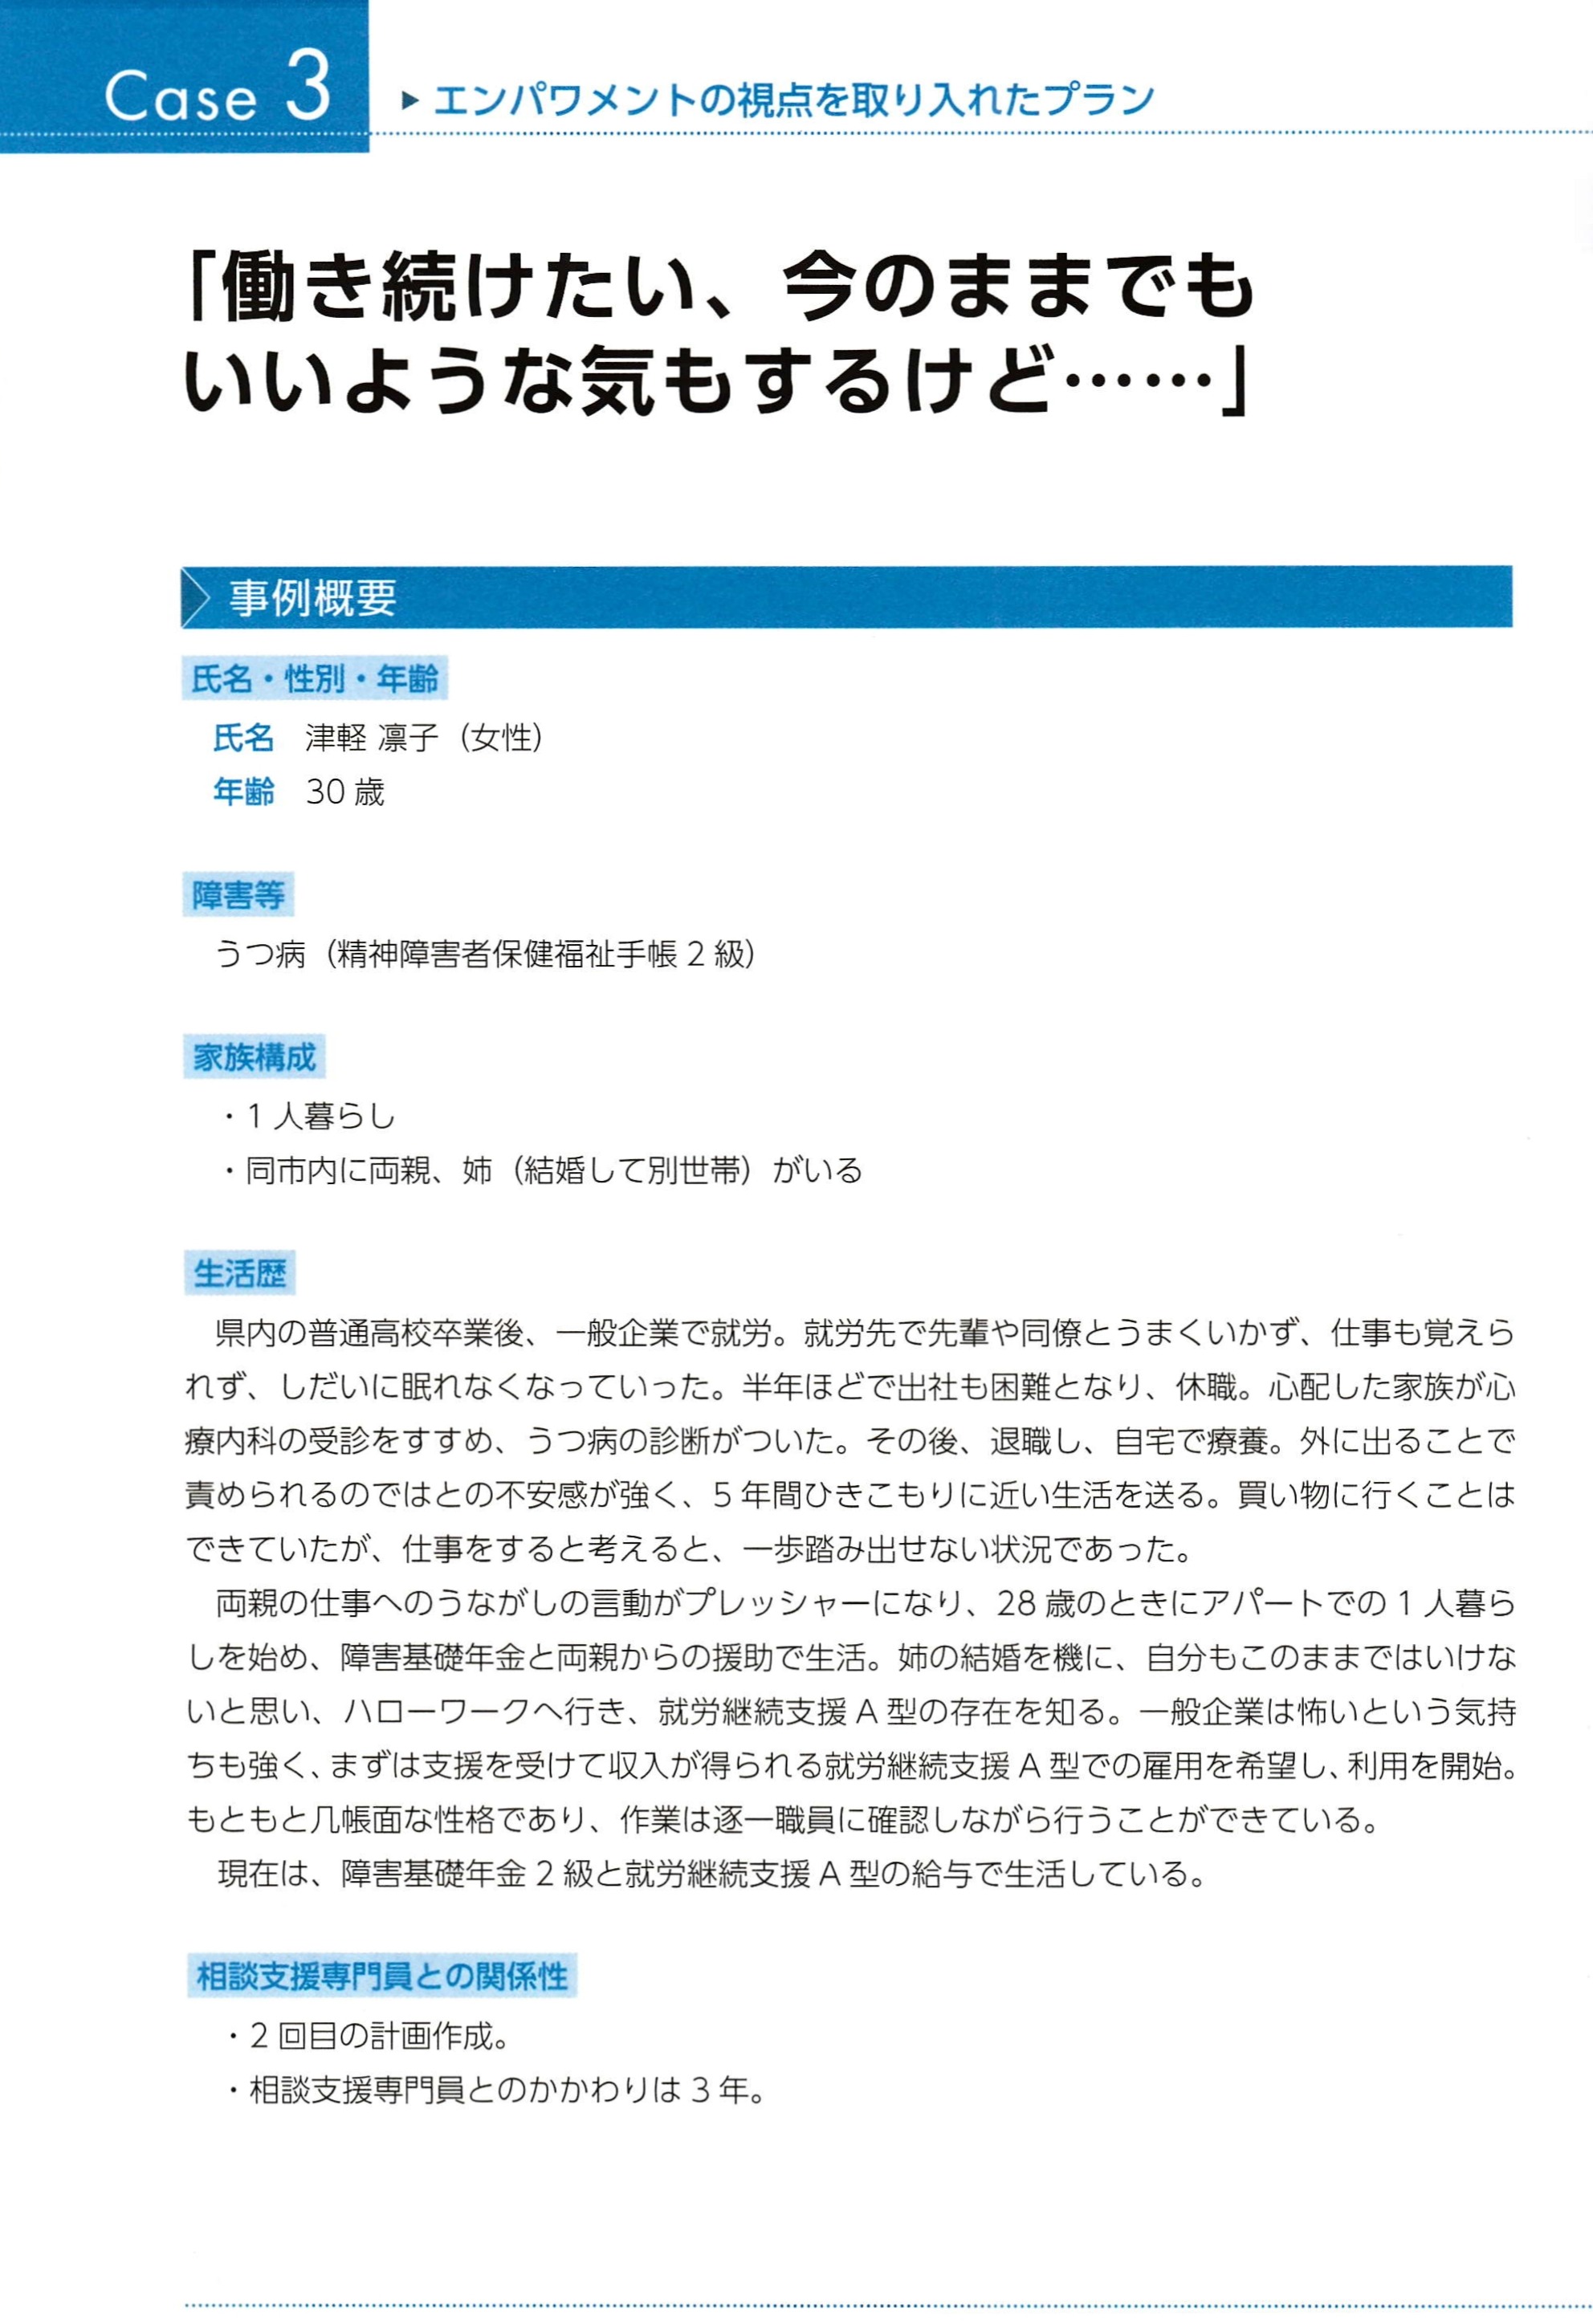 Case 3
▶ エンパワメントの視点を取り入れたプラン
「働き続けたい、今のままでも
いいような気もするけど……」
事例概要
氏名・性別・年齢
氏名　津軽 凛子（女性）
年齢　30 歳
障害等
うつ病（精神障害者保健福祉手帳 2 級）
家族構成
・1 人暮らし
・同市内に両親、姉（結婚して別世帯）がいる
生活歴
県内の普通高校卒業後、一般企業で就労。就労先で先輩や同僚とうまくいかず、仕事も覚えら
れず、しだいに眠れなくなっていった。半年ほどで出社も困難となり、休職。心配した家族が心
療内科の受診をすすめ、うつ病の診断がついた。その後、退職し、自宅で療養。外に出ることで
責められるのではとの不安感が強く、5 年間ひきこもりに近い生活を送る。買い物に行くことは
できていたが、仕事をすると考えると、一歩踏み出せない状況であった。
両親の仕事へのうながしの言動がプレッシャーになり、28 歳のときにアパートでの 1 人暮ら
しを始め、障害基礎年金と両親からの援助で生活。姉の結婚を機に、自分もこのままではいけな
いと思い、ハローワークへ行き、就労継続支援 A 型の存在を知る。一般企業は怖いという気持
ちも強く、まずは支援を受けて収入が得られる就労継続支援 A 型での雇用を希望し、利用を開始。
もともと几帳面な性格であり、作業は逐一職員に確認しながら行うことができている。
現在は、障害基礎年金 2 級と就労継続支援 A 型の給与で生活している。
相談支援専門員との関係性
・2 回目の計画作成。
・相談支援専門員とのかかわりは 3 年。